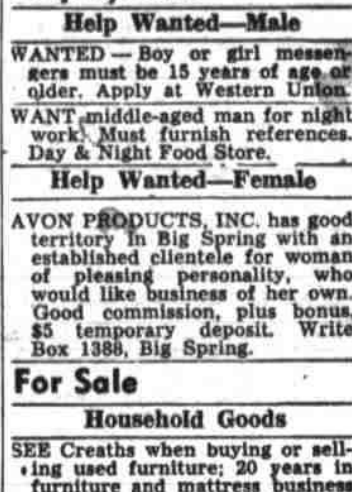 Help Wanted—Male
WANTED — Boy or girl messen-
gers must be 15 years of age or
older. Apply at Western Union.
WANT middle-aged man for night
work. Must furnish references.
Day & Night Food Store.
Help Wanted—Female
AVON PRODUCTS, INC. has good
territory In Big Spring with an
established clientele for woman
of pleasing personality, who
would like business of her own.
Good commission, plus bonus,
$5 temporary deposit. Write
Box 1388, Big Spring.
For Sale
Household Goods
SEE Creaths when buying or sell-
ing used furniture; 20 years in
furniture and mattress business